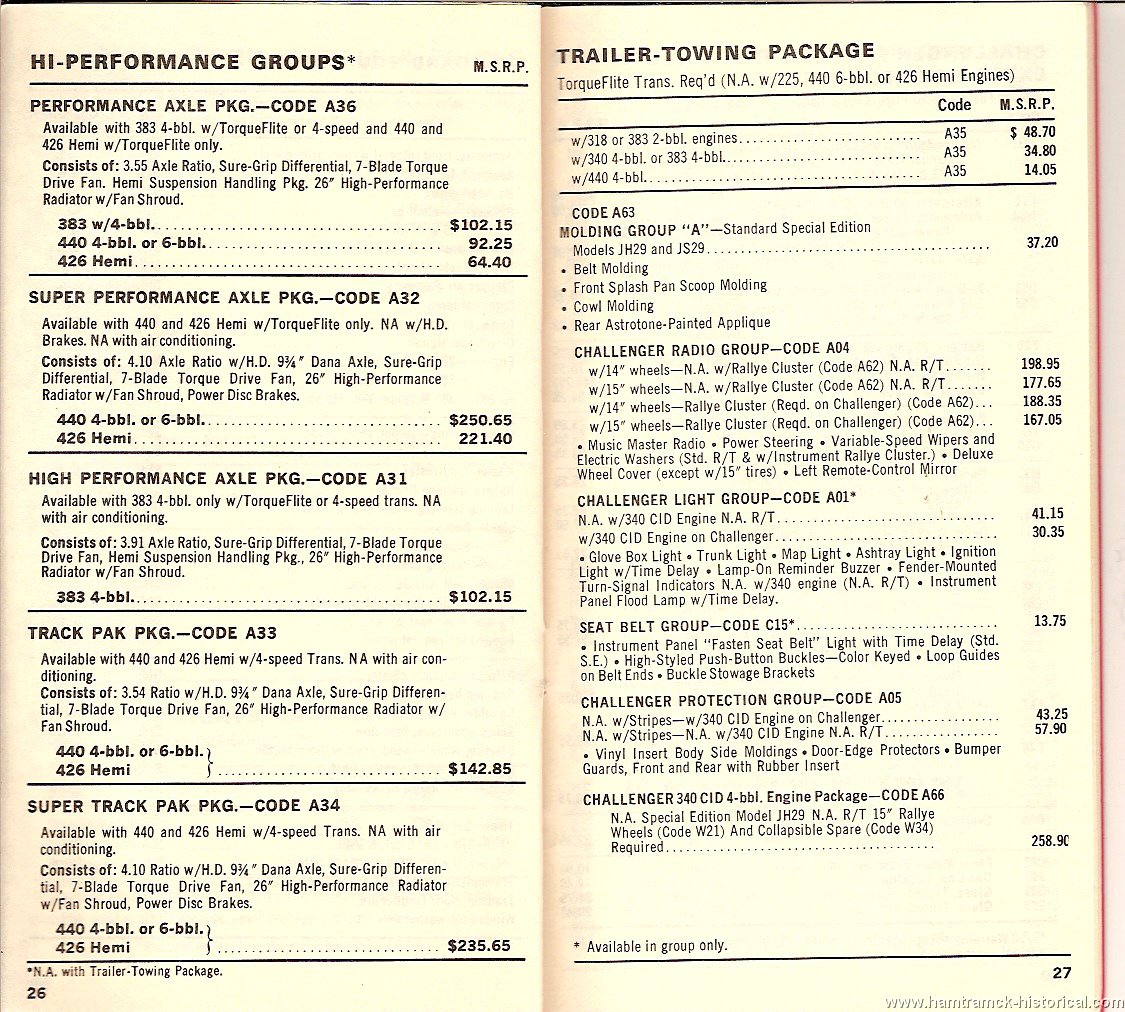 HI-PERFORMANCE GROUPS*
M.S.R.P.
PERFORMANCE AXLE PKG.—CODE A36
Available with 383 4-bbl. w/TorqueFlite or 4-speed and 440 and
426 Hemi w/TorqueFlite only.
Consists of: 3.55 Axle Ratio, Sure-Grip Differential, 7-Blade Torque
Drive Fan. Hemi Suspension Handling Pkg. 26″ High-Performance
Radiator w/Fan Shroud.
383 w/4-bbl. $102.15
440 4-bbl. or 6-bbl. 92.25
426 Hemi 64.40
SUPER PERFORMANCE AXLE PKG.—CODE A32
Available with 440 and 426 Hemi w/TorqueFlite only. NA w/H.D.
Brakes. NA with air conditioning.
Consists of: 4.10 Axle Ratio w/H.D. 9¾″ Dana Axle, Sure-Grip
Differential, 7-Blade Torque Drive Fan, 26″ High-Performance
Radiator w/Fan Shroud, Power Disc Brakes.
440 4-bbl. or 6-bbl. $250.65
426 Hemi 221.40
HIGH PERFORMANCE AXLE PKG.—CODE A31
Available with 383 4-bbl. only w/TorqueFlite or 4-speed trans. NA
with air conditioning.
Consists of: 3.91 Axle Ratio, Sure-Grip Differential, 7-Blade Torque
Drive Fan, Hemi Suspension Handling Pkg., 26″ High-Performance
Radiator w/Fan Shroud.
383 4-bbl. $102.15
TRACK PAK PKG.—CODE A33
Available with 440 and 426 Hemi w/4-speed Trans. NA with air con-
ditioning.
Consists of: 3.54 Ratio w/H.D. 9¾″ Dana Axle, Sure-Grip Differen-
tial, 7-Blade Torque Drive Fan, 26″ High-Performance Radiator w/
Fan Shroud.
440 4-bbl. or 6-bbl.
426 Hemi $142.85
SUPER TRACK PAK PKG.—CODE A34
Available with 440 and 426 Hemi w/4-speed Trans. NA with air
conditioning.
Consists of: 4.10 Ratio w/H.D. 9¾″ Dana Axle, Sure-Grip Differen-
tial, 7-Blade Torque Drive Fan, 26″ High-Performance Radiator
w/Fan Shroud, Power Disc Brakes.
440 4-bbl. or 6-bbl.
426 Hemi $235.65
*N.A. with Trailer-Towing Package.
26
TRAILER-TOWING PACKAGE
TorqueFlite Trans. Req'd (N.A. w/225, 440 6-bbl. or 426 Hemi Engines)
Code M.S.R.P.
w/318 or 383 2-bbl. engines A35 $ 48.70
w/340 4-bbl. or 383 4-bbl. A35 34.80
w/440 4-bbl. A35 14.05
CODE A63
MOLDING GROUP "A"—Standard Special Edition
Models JH29 and JS29 37.20
• Belt Molding
• Front Splash Pan Scoop Molding
• Cowl Molding
• Rear Astrotone-Painted Applique
CHALLENGER RADIO GROUP—CODE A04
w/14″ wheels—N.A. w/Rallye Cluster (Code A62) N.A. R/T 198.95
w/15″ wheels—N.A. w/Rallye Cluster (Code A62) N.A. R/T 177.65
w/14″ wheels—Rallye Cluster (Reqd. on Challenger) (Code A62) 188.35
w/15″ wheels—Rallye Cluster (Reqd. on Challenger) (Code A62) 167.05
• Music Master Radio • Power Steering • Variable-Speed Wipers and
Electric Washers (Std. R/T & w/Instrument Rallye Cluster.) • Deluxe
Wheel Cover (except w/15″ tires) • Left Remote-Control Mirror
CHALLENGER LIGHT GROUP—CODE A01*
N.A. w/340 CID Engine N.A. R/T 41.15
w/340 CID Engine on Challenger 30.35
• Glove Box Light • Trunk Light • Map Light • Ashtray Light • Ignition
Light w/Time Delay • Lamp-On Reminder Buzzer • Fender-Mounted
Turn-Signal Indicators N.A. w/340 engine (N.A. R/T) • Instrument
Panel Flood Lamp w/Time Delay.
SEAT BELT GROUP—CODE C15* 13.75
• Instrument Panel "Fasten Seat Belt" Light with Time Delay (Std.
S.E.) • High-Styled Push-Button Buckles—Color Keyed • Loop Guides
on Belt Ends • Buckle Stowage Brackets
CHALLENGER PROTECTION GROUP—CODE A05
N.A. w/Stripes—w/340 CID Engine on Challenger 43.25
N.A. w/Stripes—N.A. w/340 CID Engine N.A. R/T 57.90
• Vinyl Insert Body Side Moldings • Door-Edge Protectors • Bumper
Guards, Front and Rear with Rubber Insert
CHALLENGER 340 CID 4-bbl. Engine Package—CODE A66
N.A. Special Edition Model JH29 N.A. R/T 15″ Rallye
Wheels (Code W21) And Collapsible Spare (Code W34)
Required 258.90
* Available in group only.
27
www.hamtramck-historical.com